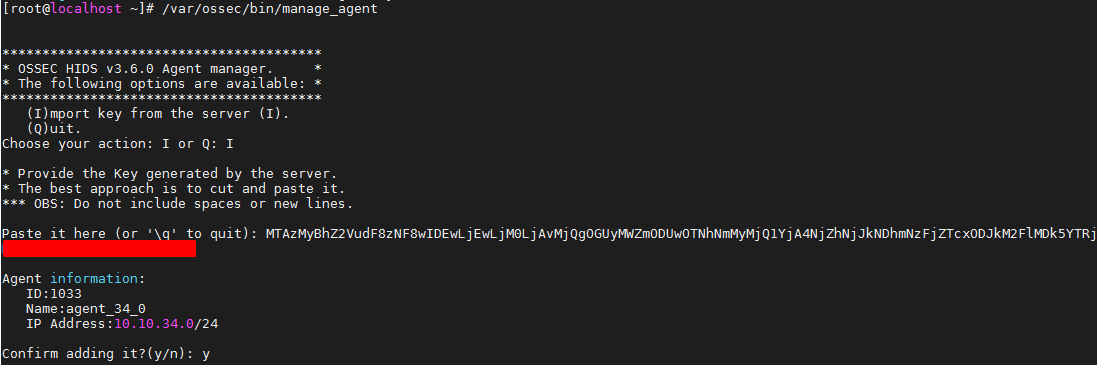 [root@localhost ~]# /var/ossec/bin/manage_agent
****************************************
* OSSEC HIDS v3.6.0 Agent manager.     *
* The following options are available: *
****************************************
   (I)mport key from the server (I).
   (Q)uit.
Choose your action: I or Q: I
* Provide the Key generated by the server.
* The best approach is to cut and paste it.
*** OBS: Do not include spaces or new lines.
Paste it here (or '\q' to quit): MTAzMyBhZ2VudF8zNF8wIDEwLjEwLjM0LjAvMjQgOGUyMWZmODUwOTNhNmMyMjQ1YjA4NjZhNjJkNDhmNzFjZTcxODJkM2FlMDk5YTRj
Agent information:
   ID:1033
   Name:agent_34_0
   IP Address:10.10.34.0/24
Confirm adding it?(y/n): y